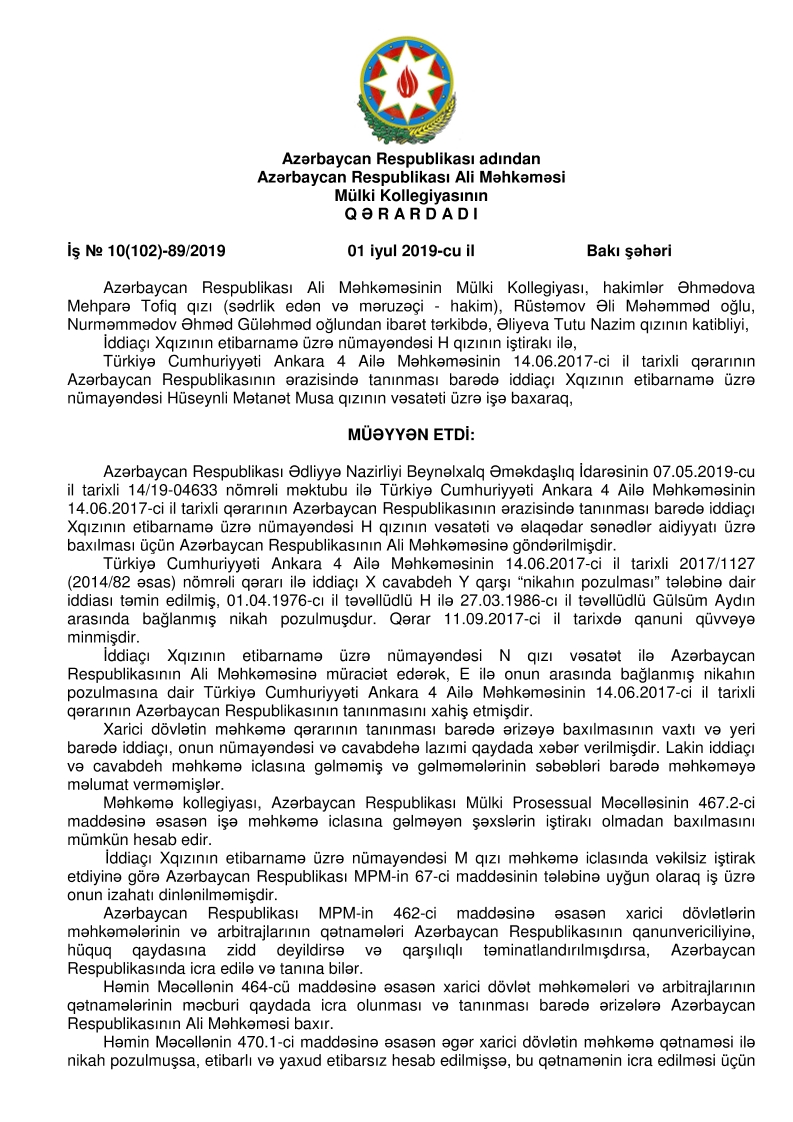 Azərbaycan Respublikası adından
Azərbaycan Respublikası Ali Məhkəməsi
Mülki Kollegiyasının
Q Ə R A R D A D I
İş № 10(102)-89/2019 01 iyul 2019-cu il Bakı şəhəri
Azərbaycan Respublikası Ali Məhkəməsinin Mülki Kollegiyası, hakimlər Əhmədova
Mehparə Tofiq qızı (sədrlik edən və məruzəçi - hakim), Rüstəmov Əli Məhəmməd oğlu,
Nurməmmədov Əhməd Güləhməd oğlundan ibarət tərkibdə, Əliyeva Tutu Nazim qızının katibliyi,
İddiaçı Xqızının etibarnamə üzrə nümayəndəsi H qızının iştirakı ilə,
Türkiyə Cumhuriyyəti Ankara 4 Ailə Məhkəməsinin 14.06.2017-ci il tarixli qərarının
Azərbaycan Respublikasının ərazisində tanınması barədə iddiaçı Xqızının etibarnamə üzrə
nümayəndəsi Hüseynli Mətanət Musa qızının vəsatəti üzrə işə baxaraq,
MÜƏYYƏN ETDİ:
Azərbaycan Respublikası Ədliyyə Nazirliyi Beynəlxalq Əməkdaşlıq İdarəsinin 07.05.2019-cu
il tarixli 14/19-04633 nömrəli məktubu ilə Türkiyə Cumhuriyyəti Ankara 4 Ailə Məhkəməsinin
14.06.2017-ci il tarixli qərarının Azərbaycan Respublikasının ərazisində tanınması barədə iddiaçı
Xqızının etibarnamə üzrə nümayəndəsi H qızının vəsatəti və əlaqədar sənədlər aidiyyatı üzrə
baxılması üçün Azərbaycan Respublikasının Ali Məhkəməsinə göndərilmişdir.
Türkiyə Cumhuriyyəti Ankara 4 Ailə Məhkəməsinin 14.06.2017-ci il tarixli 2017/1127
(2014/82 əsas) nömrəli qərarı ilə iddiaçı X cavabdeh Y qarşı “nikahın pozulması” tələbinə dair
iddiası təmin edilmiş, 01.04.1976-cı il təvəllüdlü H ilə 27.03.1986-cı il təvəllüdlü Gülsüm Aydın
arasında bağlanmış nikah pozulmuşdur. Qərar 11.09.2017-ci il tarixdə qanuni qüvvəyə
minmişdir.
İddiaçı Xqızının etibarnamə üzrə nümayəndəsi N qızı vəsatət ilə Azərbaycan
Respublikasının Ali Məhkəməsinə müraciət edərək, E ilə onun arasında bağlanmış nikahın
pozulmasına dair Türkiyə Cumhuriyyəti Ankara 4 Ailə Məhkəməsinin 14.06.2017-ci il tarixli
qərarının Azərbaycan Respublikasının tanınmasını xahiş etmişdir.
Xarici dövlətin məhkəmə qərarının tanınması barədə ərizəyə baxılmasının vaxtı və yeri
barədə iddiaçı, onun nümayəndəsi və cavabdehə lazımi qaydada xəbər verilmişdir. Lakin iddiaçı
və cavabdeh məhkəmə iclasına gəlməmiş və gəlməmələrinin səbəbləri barədə məhkəməyə
məlumat verməmişlər.
Məhkəmə kollegiyası, Azərbaycan Respublikası Mülki Prosessual Məcəlləsinin 467.2-ci
maddəsinə əsasən işə məhkəmə iclasına gəlməyən şəxslərin iştirakı olmadan baxılmasını
mümkün hesab edir.
İddiaçı Xqızının etibarnamə üzrə nümayəndəsi M qızı məhkəmə iclasında vəkilsiz iştirak
etdiyinə görə Azərbaycan Respublikası MPM-in 67-ci maddəsinin tələbinə uyğun olaraq iş üzrə
onun izahatı dinlənilməmişdir.
Azərbaycan Respublikası MPM-in 462-ci maddəsinə əsasən xarici dövlətlərin
məhkəmələrinin və arbitrajlarının qətnamələri Azərbaycan Respublikasının qanunvericiliyinə,
hüquq qaydasına zidd deyildirsə və qarşılıqlı təminatlandırılmışdırsa, Azərbaycan
Respublikasında icra edilə və tanına bilər.
Həmin Məcəllənin 464-cü maddəsinə əsasən xarici dövlət məhkəmələri və arbitrajlarının
qətnamələrinin məcburi qaydada icra olunması və tanınması barədə ərizələrə Azərbaycan
Respublikasının Ali Məhkəməsi baxır.
Həmin Məcəllənin 470.1-ci maddəsinə əsasən əgər xarici dövlətin məhkəmə qətnaməsi ilə
nikah pozulmuşsa, etibarlı və yaxud etibarsız hesab edilmişsə, bu qətnamənin icra edilməsi üçün